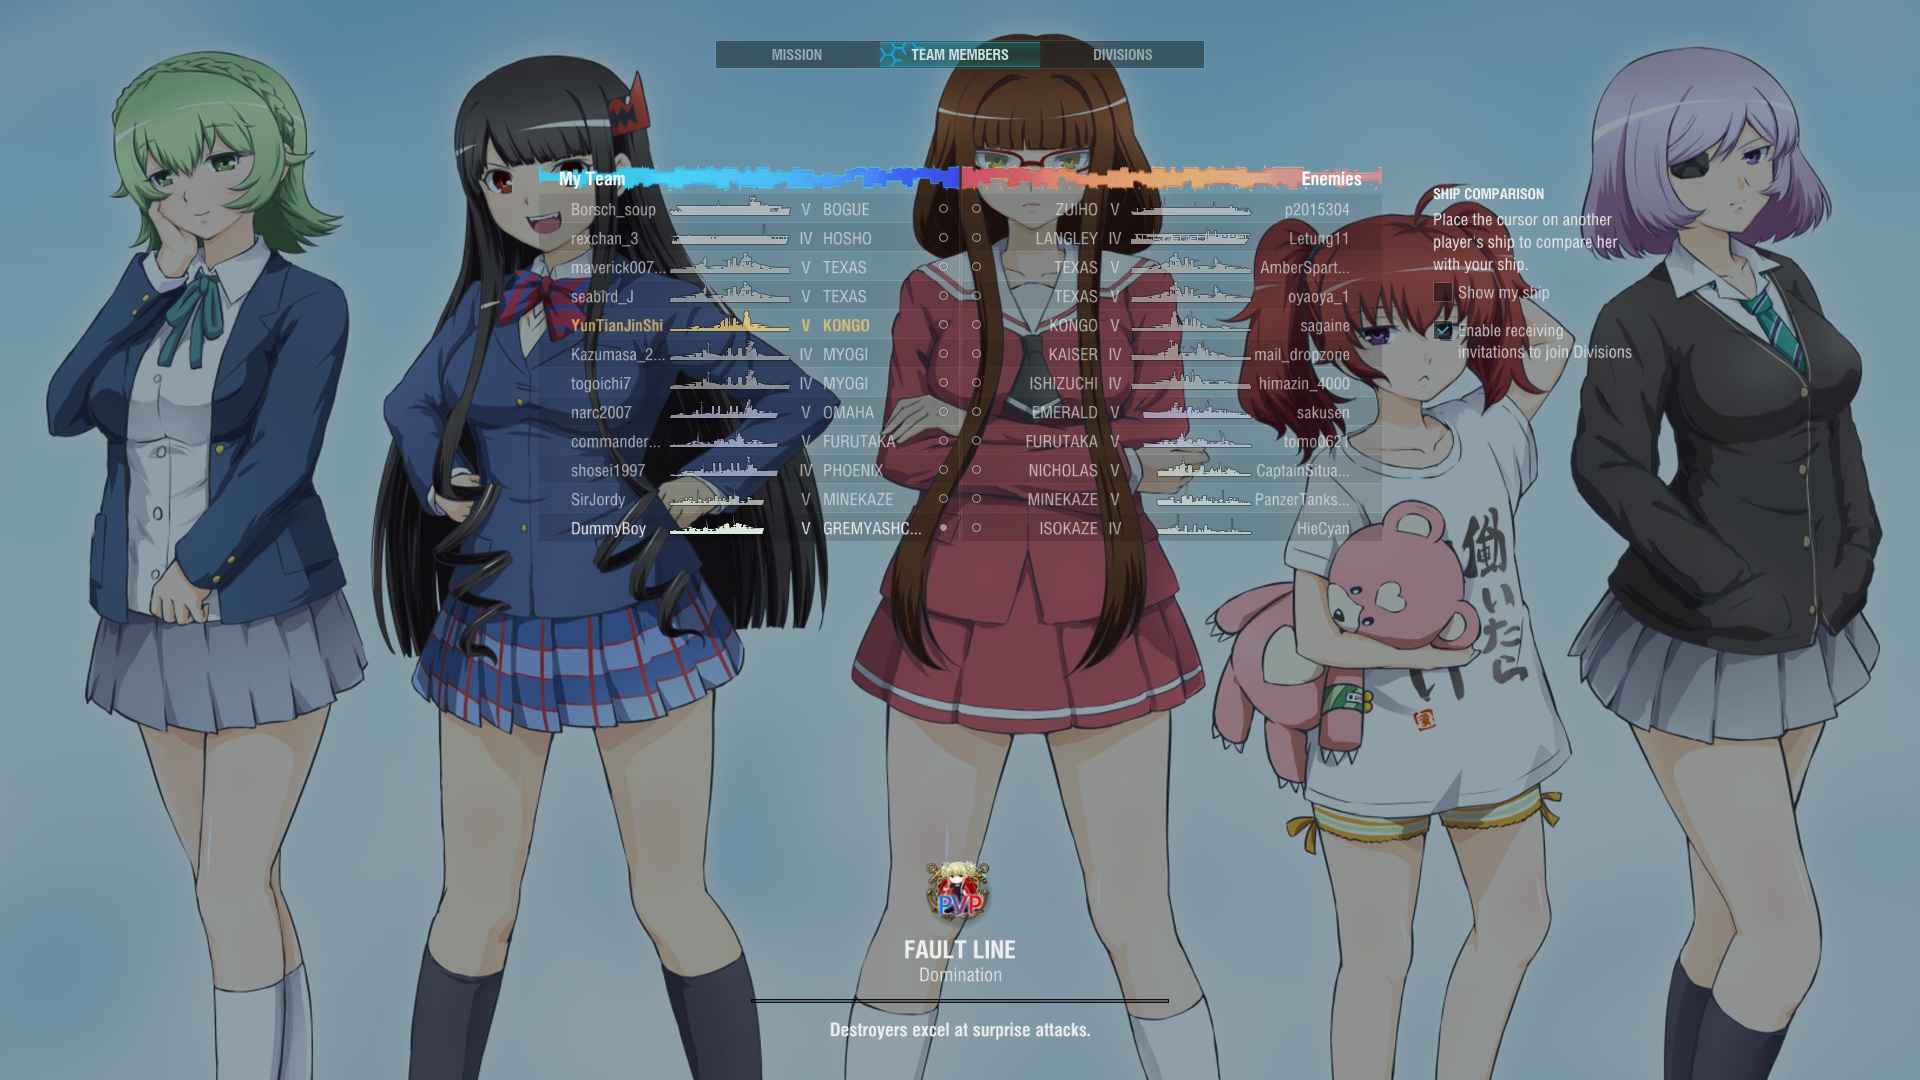 MISSION TEAM MEMBERS DIVISIONS
My Team Enemies
Borsch_soup V BOGUE ZUIHO V p2015304
rexchan_3 IV HOSHO LANGLEY IV Letung11
maverick007... V TEXAS TEXAS V AmberSpart...
seabird_J V TEXAS TEXAS V oyaoya_1
YunTianJinShi V KONGO KONGO V sagaine
Kazumasa_2... IV MYOGI KAISER IV mail_dropzone
togoichi7 IV MYOGI ISHIZUCHI IV himazin_4000
narc2007 V OMAHA EMERALD V sakusen
commander... V FURUTAKA FURUTAKA V tomo0621
shosei1997 IV PHOENIX NICHOLAS V CaptainSitua...
SirJordy V MINEKAZE MINEKAZE V PanzerTanks...
DummyBoy V GREMYASHC... ISOKAZE IV HieCyan
SHIP COMPARISON
Place the cursor on another
player's ship to compare her
with your ship.
Show my ship
Enable receiving
invitations to join Divisions
働いたら
PVP
FAULT LINE
Domination
Destroyers excel at surprise attacks.